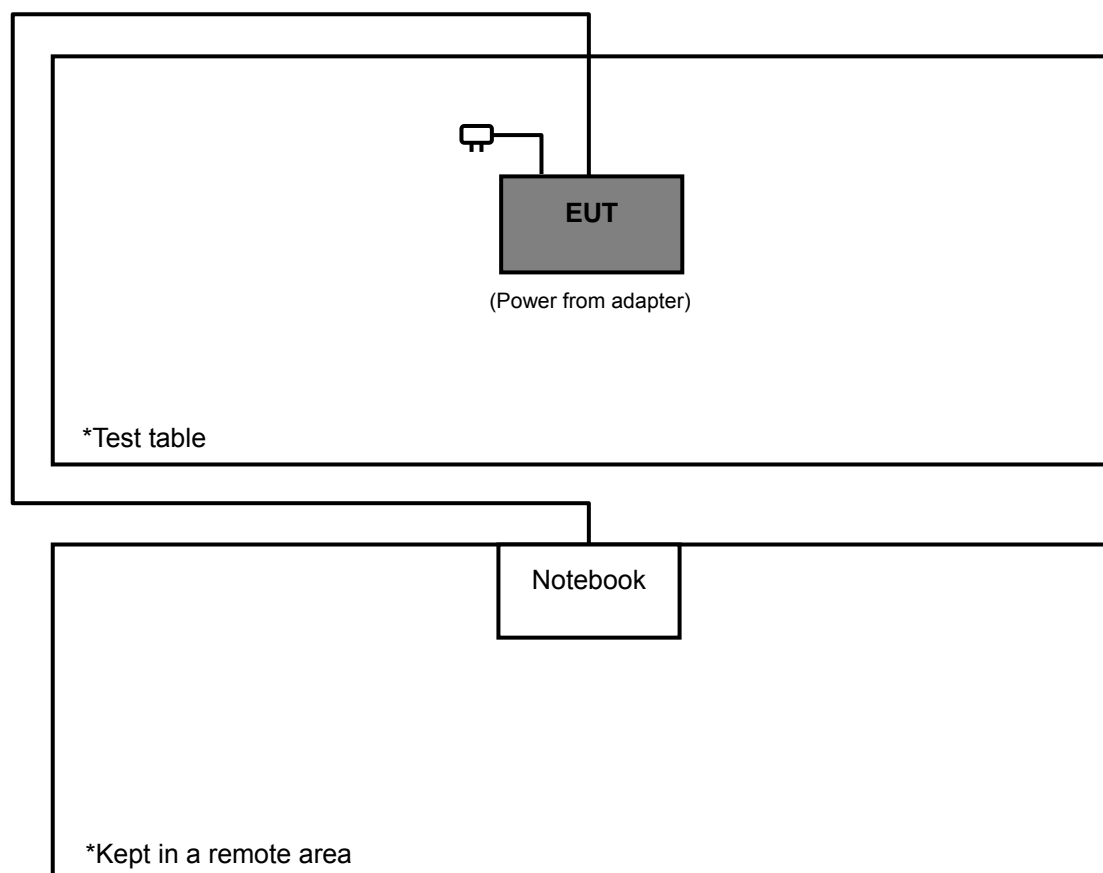 EUT
(Power from adapter)
*Test table
Notebook
*Kept in a remote area